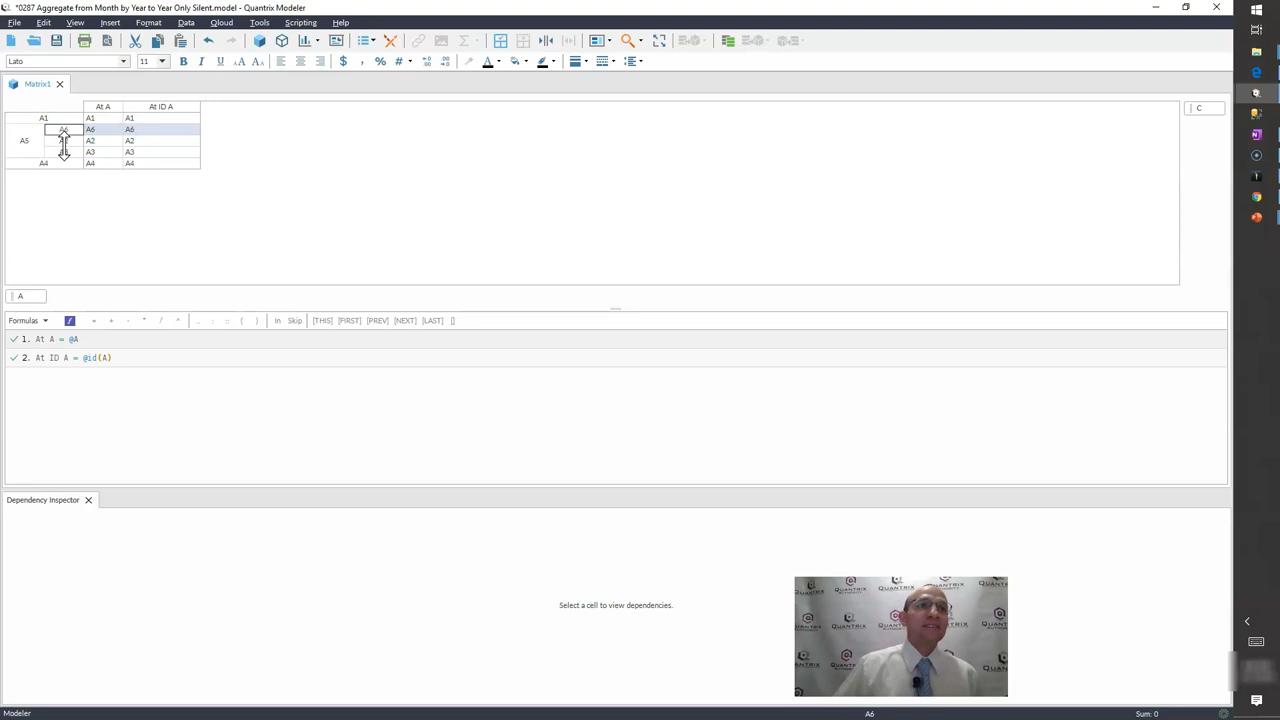 *0287 Aggregate from Month by Year to Year Only Silent.model - Quantrix Modeler
File Edit View Insert Format Data Qloud Tools Scripting Help
Lato 11 $ % #
Matrix1
At A At ID A
A1 A1 A1
A6 A6 A6
A5 A2 A2
A3 A3
A4 A4 A4
C
A
Formulas f = + - * / ^ .. : :: ( ) In Skip [THIS] [FIRST] [PREV] [NEXT] [LAST] []
1. At A = @A
2. At ID A = @id(A)
Dependency Inspector
Select a cell to view dependencies.
QUANTRIX
AUTHORITY
Modeler A6 Sum: 0